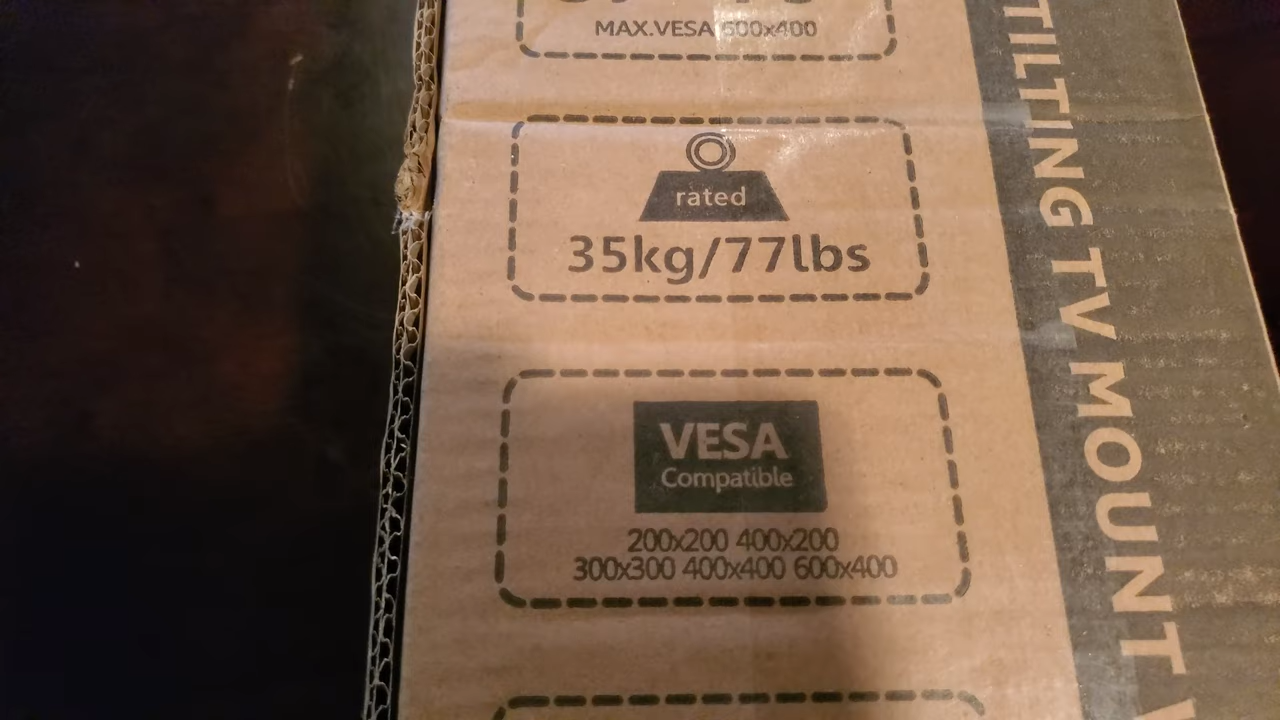 MAX.VESA 600x400
rated
35kg/77lbs
VESA
Compatible
200x200 400x200
300x300 400x400 600x400
TILTING TV MOUNT